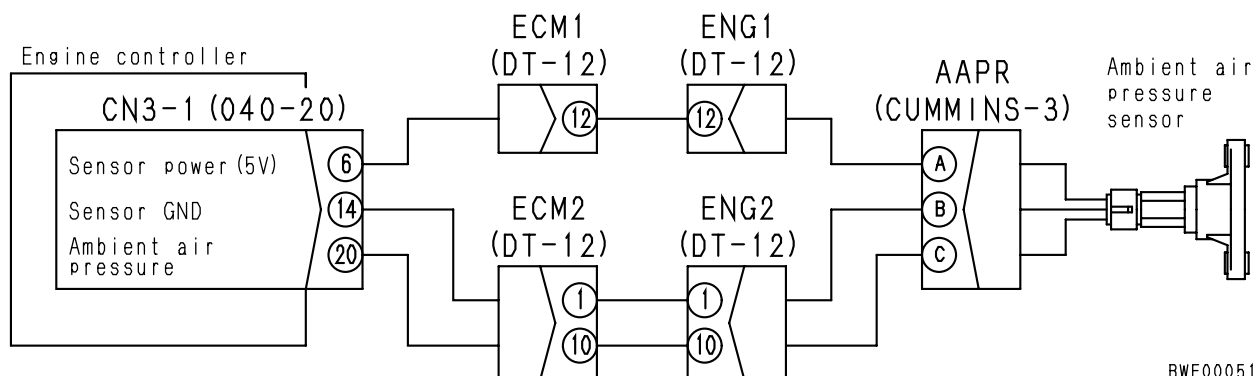 Engine controller
CN3-1 (040-20)
Sensor power (5V)
6
Sensor GND
14
Ambient air
pressure
20
ECM1
(DT-12)
12
ENG1
(DT-12)
12
ECM2
(DT-12)
1
10
ENG2
(DT-12)
1
10
AAPR
(CUMMINS-3)
A
B
C
Ambient air
pressure
sensor
BWE00051